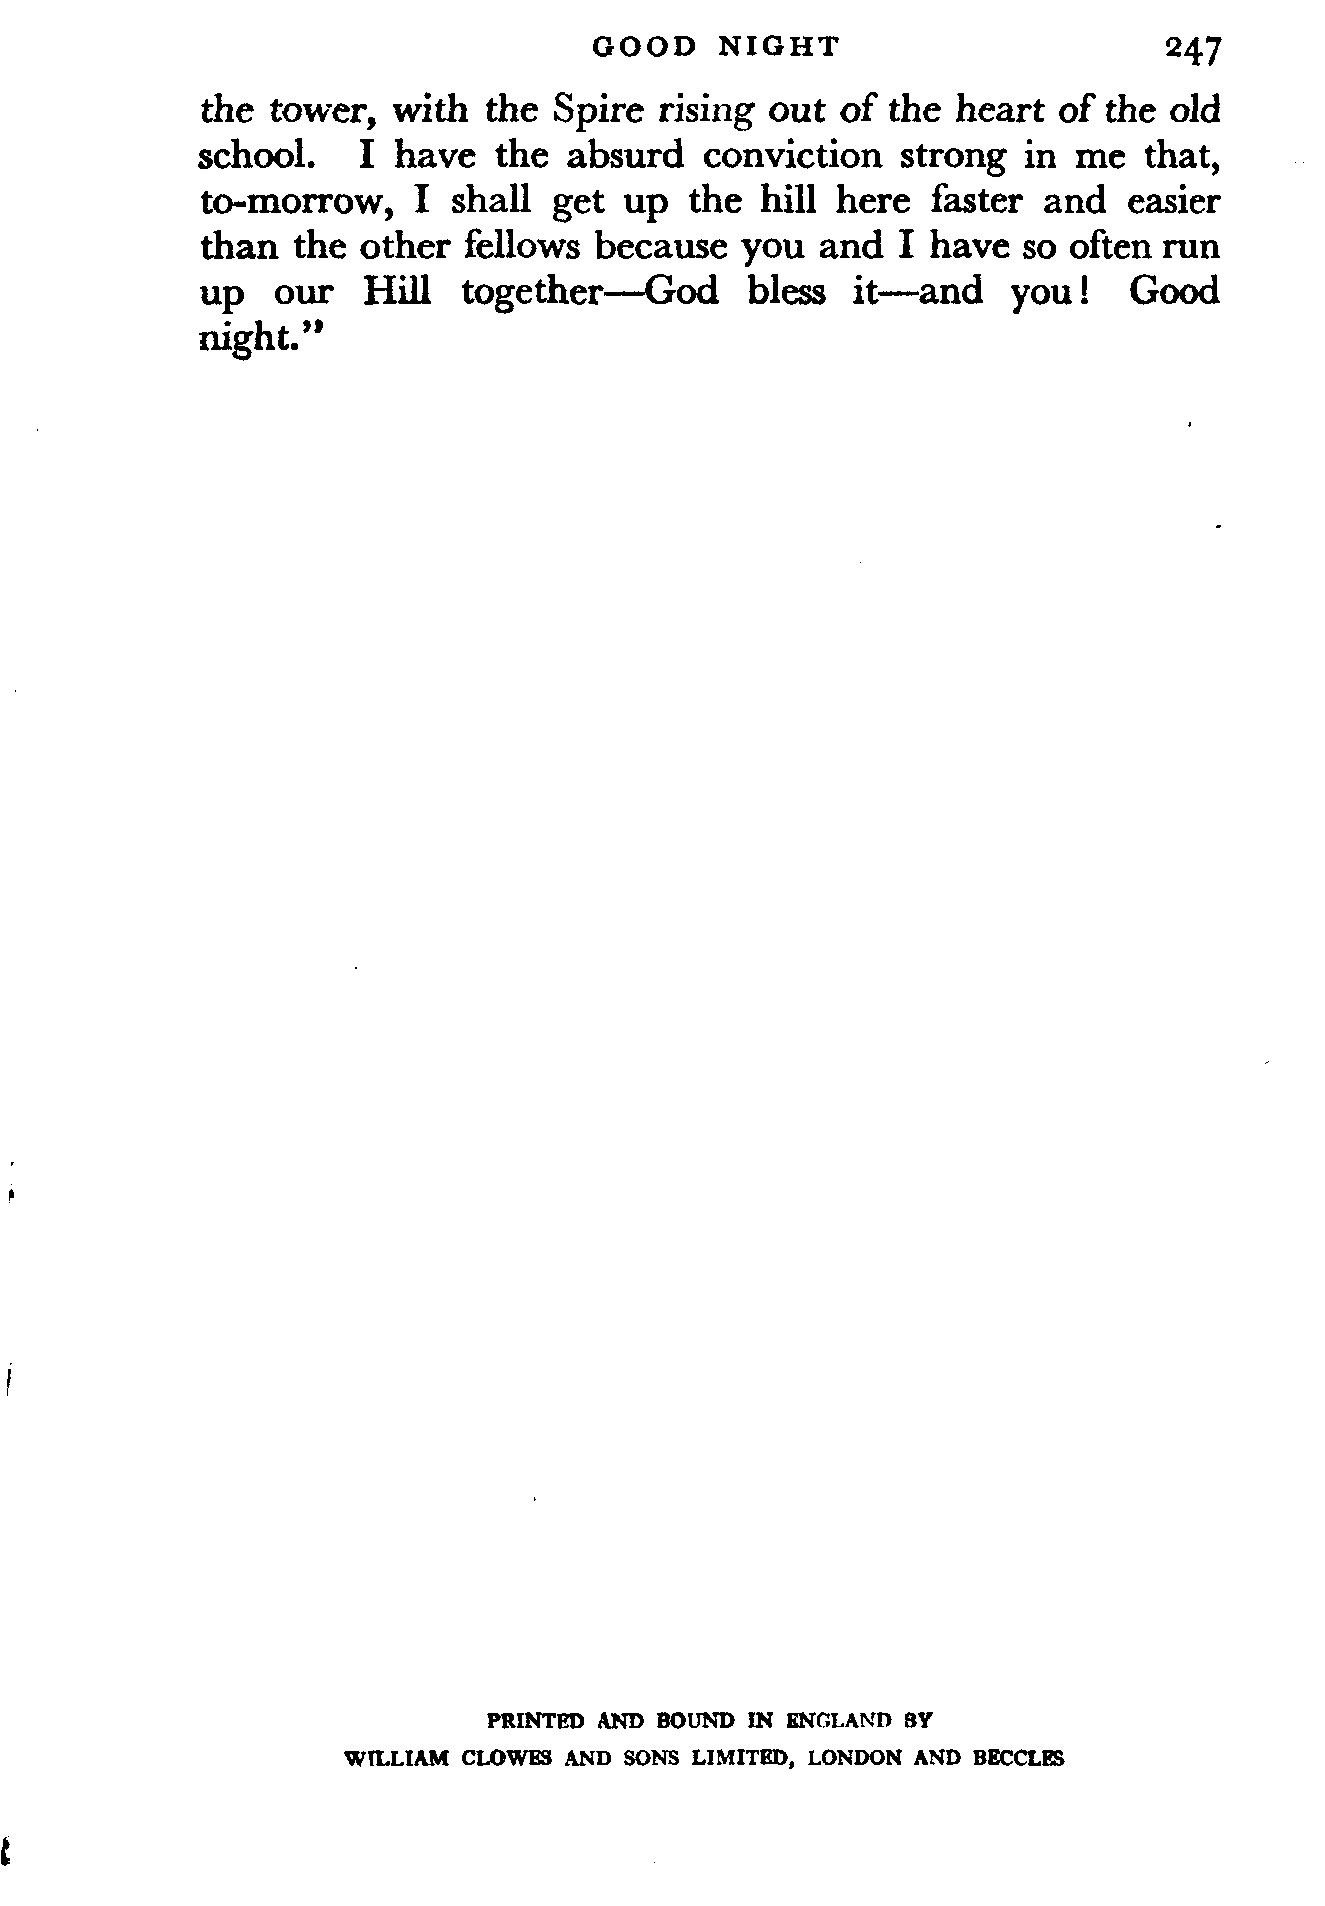 GOOD NIGHT 247
the tower, with the Spire rising out of the heart of the old
school. I have the absurd conviction strong in me that,
to-morrow, I shall get up the hill here faster and easier
than the other fellows because you and I have so often run
up our Hill together—God bless it—and you! Good
night."
PRINTED AND BOUND IN ENGLAND BY
WILLIAM CLOWES AND SONS LIMITED, LONDON AND BECCLES